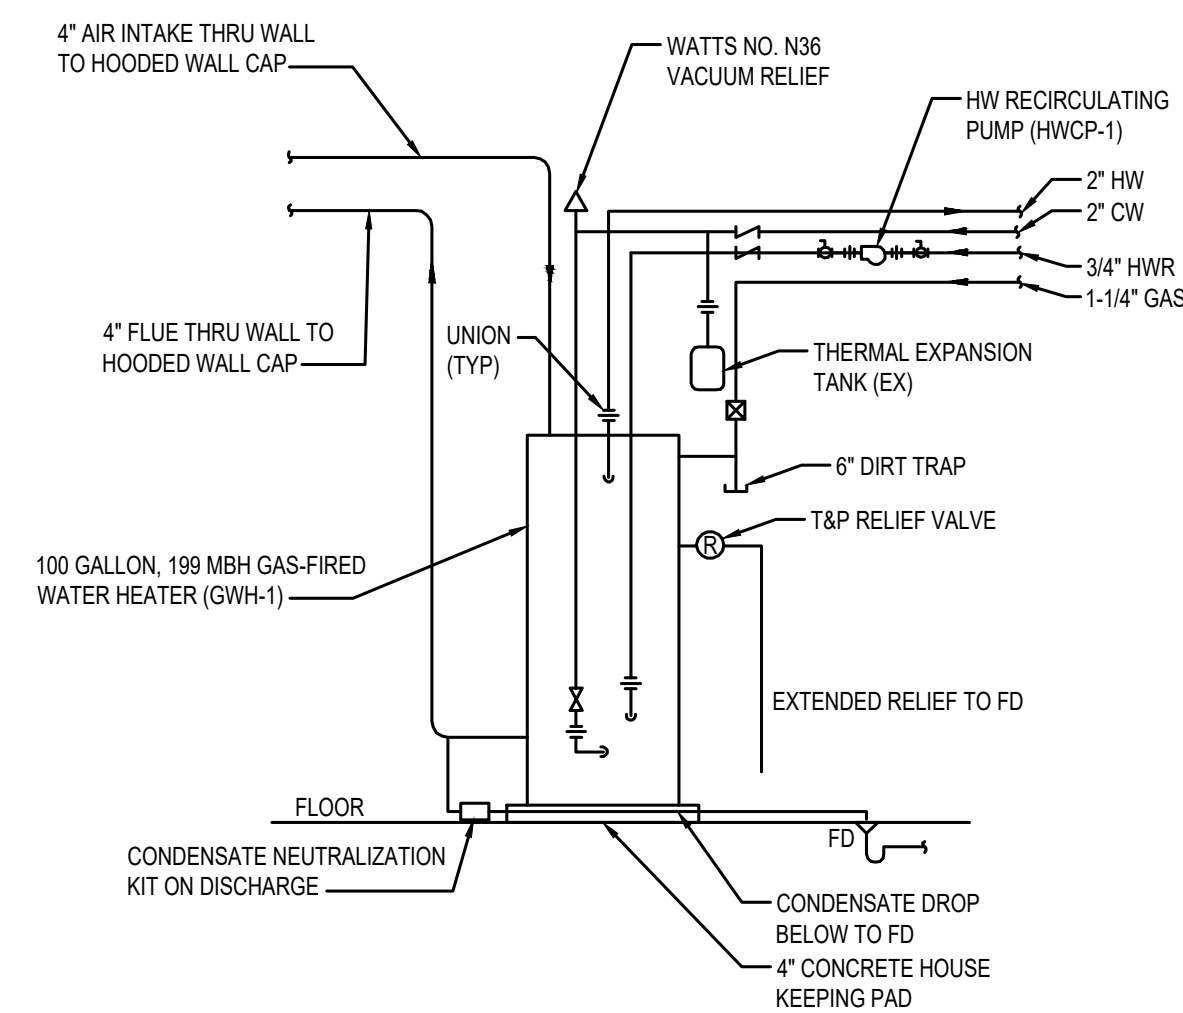 4" AIR INTAKE THRU WALL
TO HOODED WALL CAP
WATTS NO. N36
VACUUM RELIEF
HW RECIRCULATING
PUMP (HWCP-1)
2" HW
2" CW
3/4" HWR
1-1/4" GAS
4" FLUE THRU WALL TO
HOODED WALL CAP
UNION
(TYP)
THERMAL EXPANSION
TANK (EX)
6" DIRT TRAP
T&P RELIEF VALVE
R
100 GALLON, 199 MBH GAS-FIRED
WATER HEATER (GWH-1)
EXTENDED RELIEF TO FD
FLOOR
FD
CONDENSATE NEUTRALIZATION
KIT ON DISCHARGE
CONDENSATE DROP
BELOW TO FD
4" CONCRETE HOUSE
KEEPING PAD